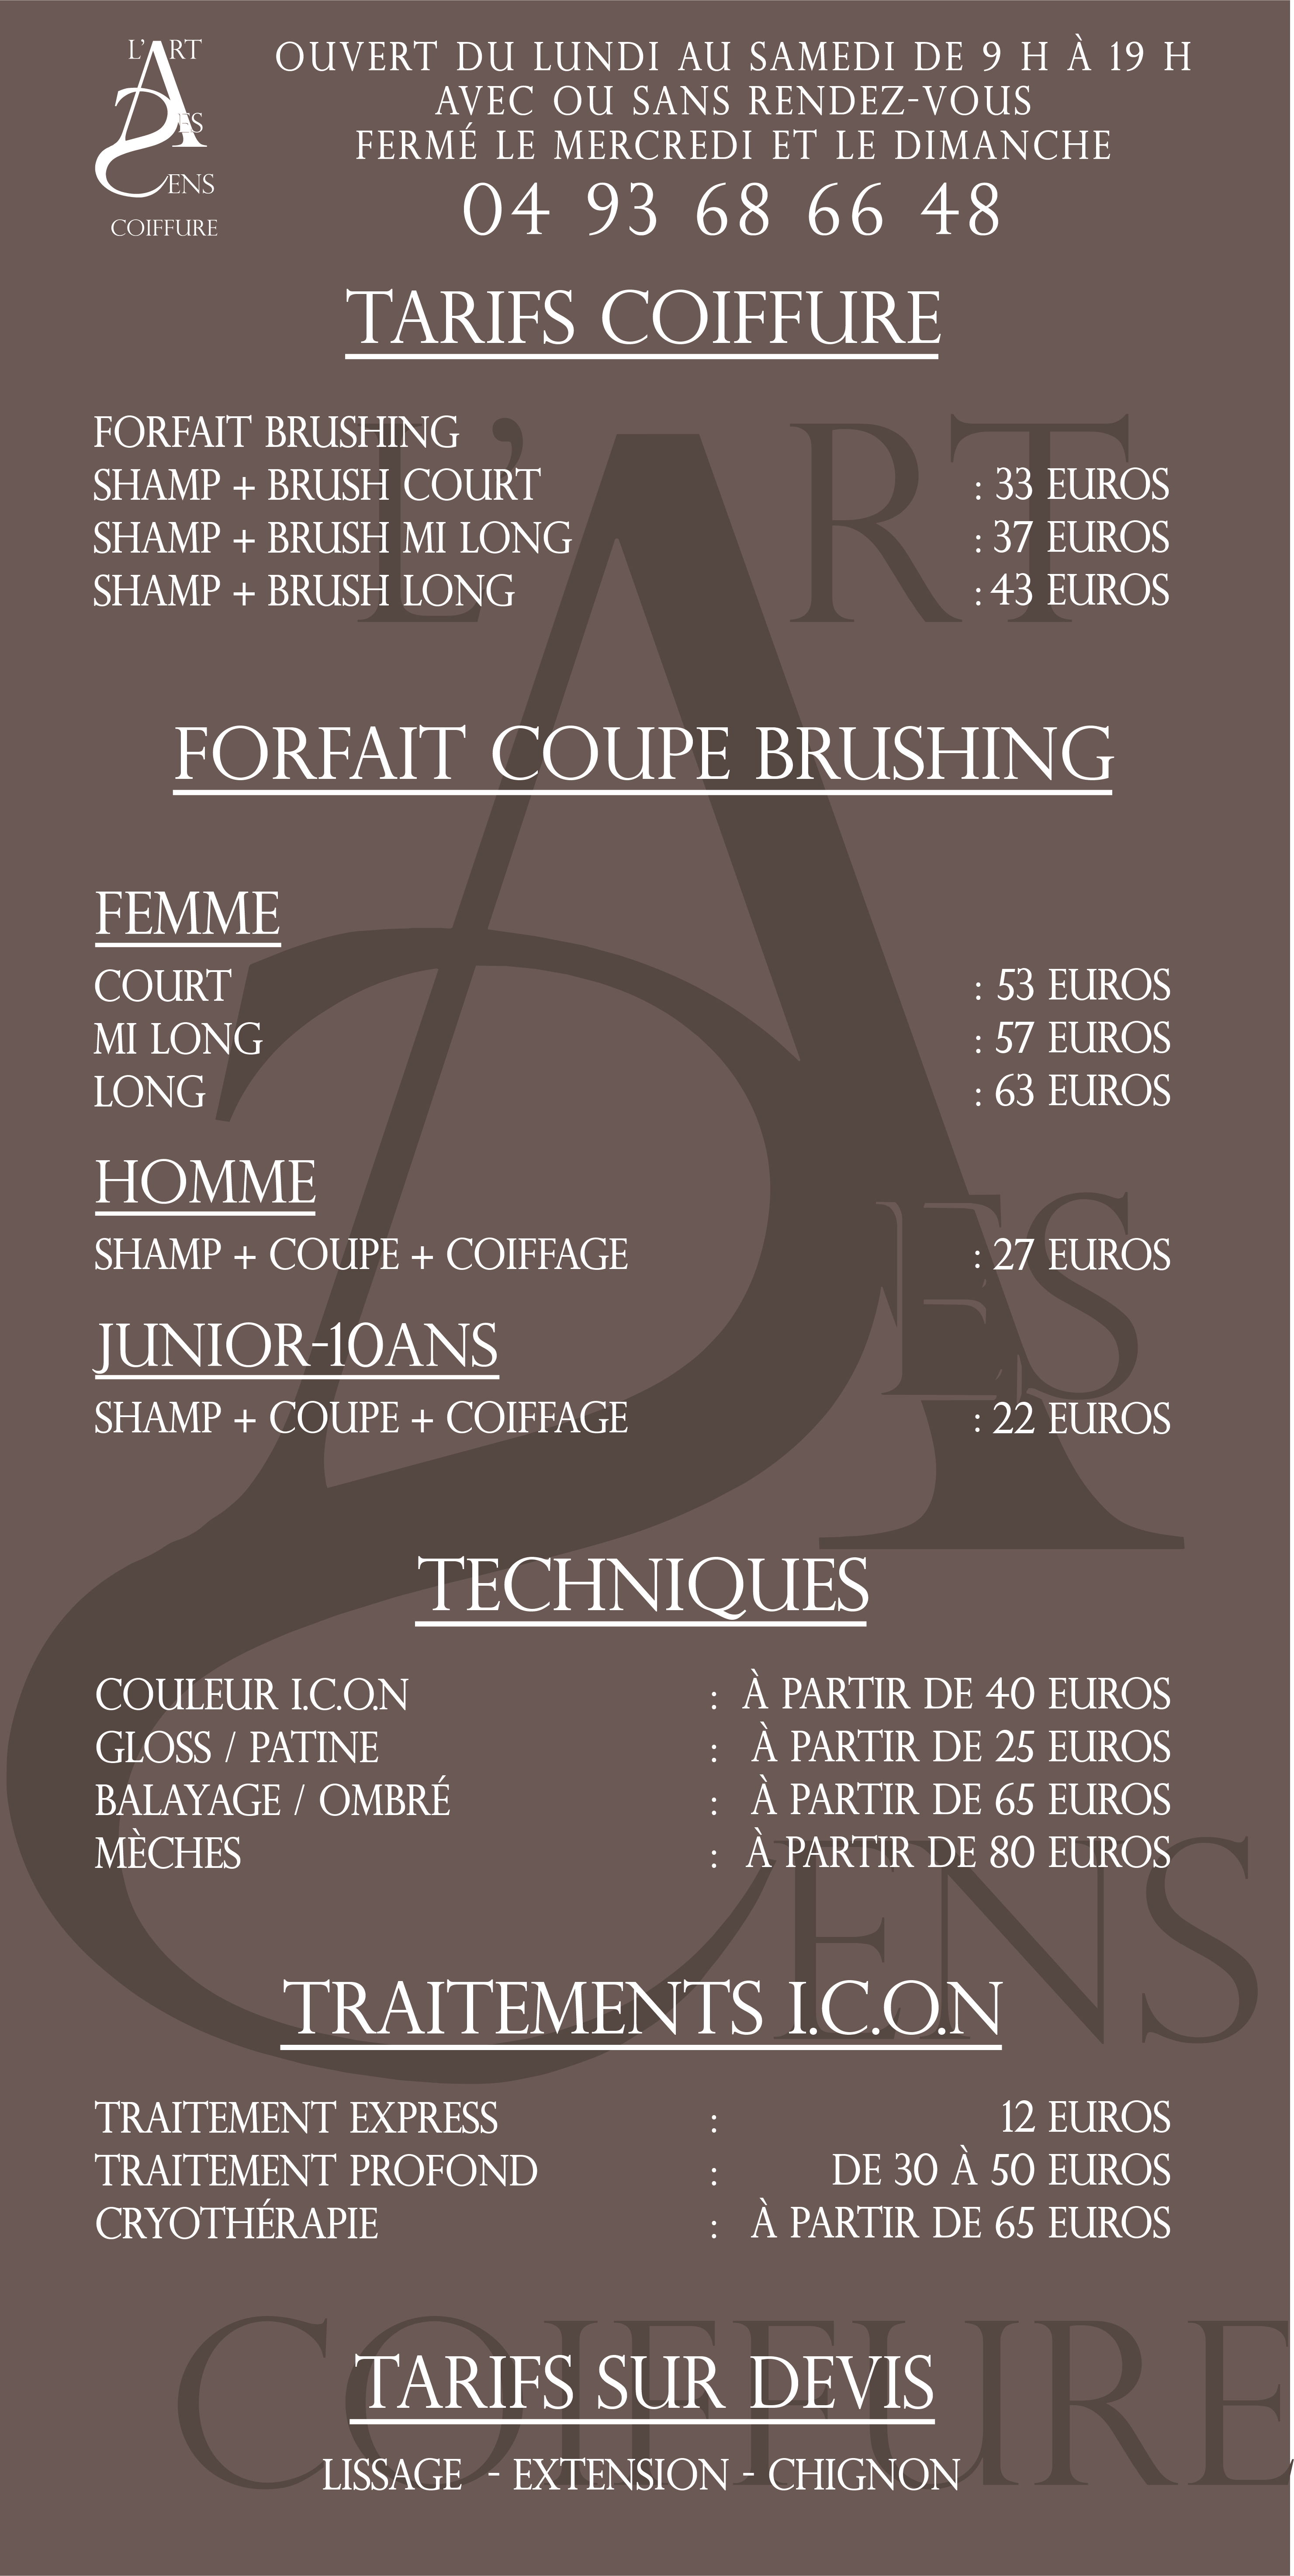 L'ART
DES
SENS
COIFFURE
OUVERT DU LUNDI AU SAMEDI DE 9 H À 19 H
AVEC OU SANS RENDEZ-VOUS
FERMÉ LE MERCREDI ET LE DIMANCHE
04 93 68 66 48
TARIFS COIFFURE
FORFAIT BRUSHING
SHAMP + BRUSH COURT : 33 EUROS
SHAMP + BRUSH MI LONG : 37 EUROS
SHAMP + BRUSH LONG : 43 EUROS
FORFAIT COUPE BRUSHING
FEMME
COURT : 53 EUROS
MI LONG : 57 EUROS
LONG : 63 EUROS
HOMME
SHAMP + COUPE + COIFFAGE : 27 EUROS
JUNIOR-10ANS
SHAMP + COUPE + COIFFAGE : 22 EUROS
TECHNIQUES
COULEUR I.C.O.N : À PARTIR DE 40 EUROS
GLOSS / PATINE : À PARTIR DE 25 EUROS
BALAYAGE / OMBRÉ : À PARTIR DE 65 EUROS
MÈCHES : À PARTIR DE 80 EUROS
TRAITEMENTS I.C.O.N
TRAITEMENT EXPRESS : 12 EUROS
TRAITEMENT PROFOND : DE 30 À 50 EUROS
CRYOTHÉRAPIE : À PARTIR DE 65 EUROS
TARIFS SUR DEVIS
LISSAGE - EXTENSION - CHIGNON
L'ART
DES
SENS
COIFFURE